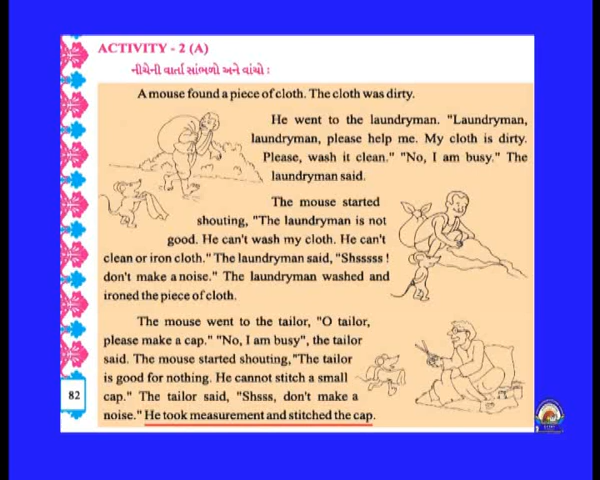 ACTIVITY - 2 (A)
નીચેની વાર્તા સાંભળો અને વાંચો :
A mouse found a piece of cloth. The cloth was dirty.
He went to the laundryman. "Laundryman,
laundryman, please help me. My cloth is dirty.
Please, wash it clean." "No, I am busy." The
laundryman said.
The mouse started
shouting, "The laundryman is not
good. He can't wash my cloth. He can't
clean or iron cloth." The laundryman said, "Shsssss !
don't make a noise." The laundryman washed and
ironed the piece of cloth.
The mouse went to the tailor, "O tailor,
please make a cap." "No, I am busy", the tailor
said. The mouse started shouting, "The tailor
is good for nothing. He cannot stitch a small
cap." The tailor said, "Shsss, don't make a
noise." He took measurement and stitched the cap.
82